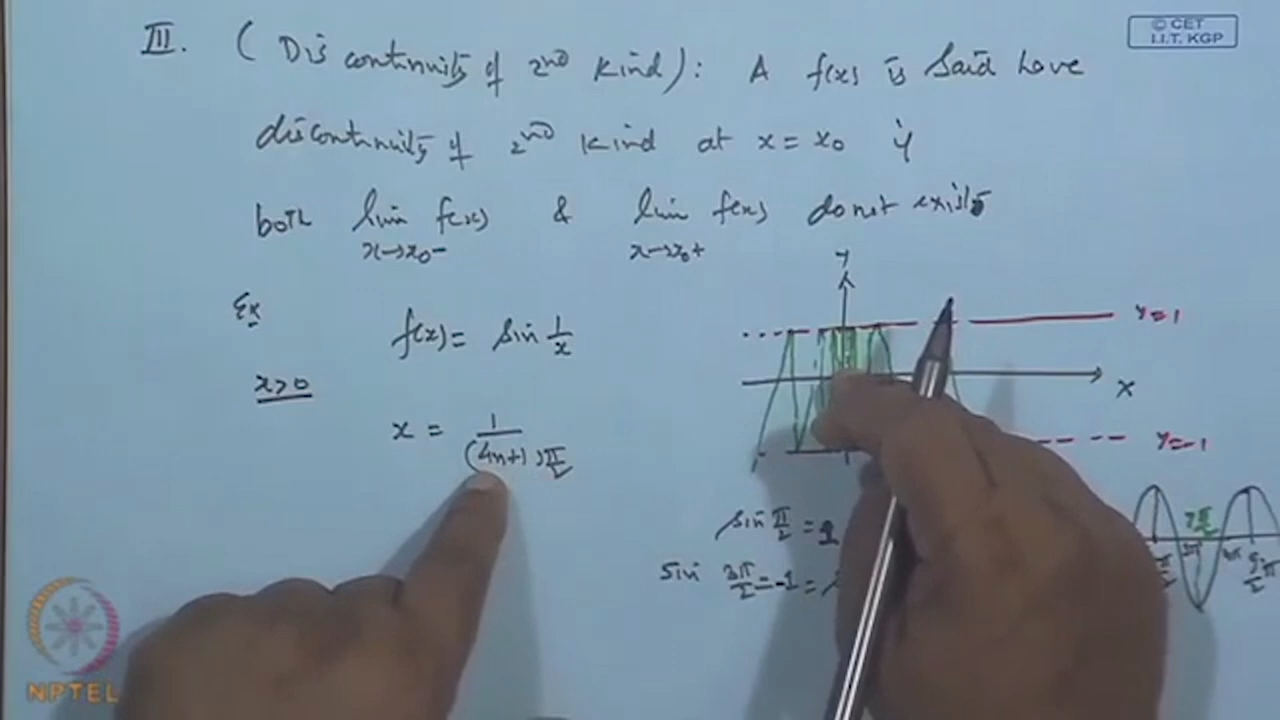 © CET
I.I.T. KGP
III. (Discontinuity of 2nd Kind): A f(x) is said have
discontinuity of 2nd Kind at x = x0 if
both lim f(x) & lim f(x) do not exists
x→x0- x→x0+
Ex f(x) = sin 1/x
x>0
x = 1/(4n+1)π/2
Y
y=1
X
y=-1
sin π/2 = 1
sin 3π/2 = -1 =
NPTEL